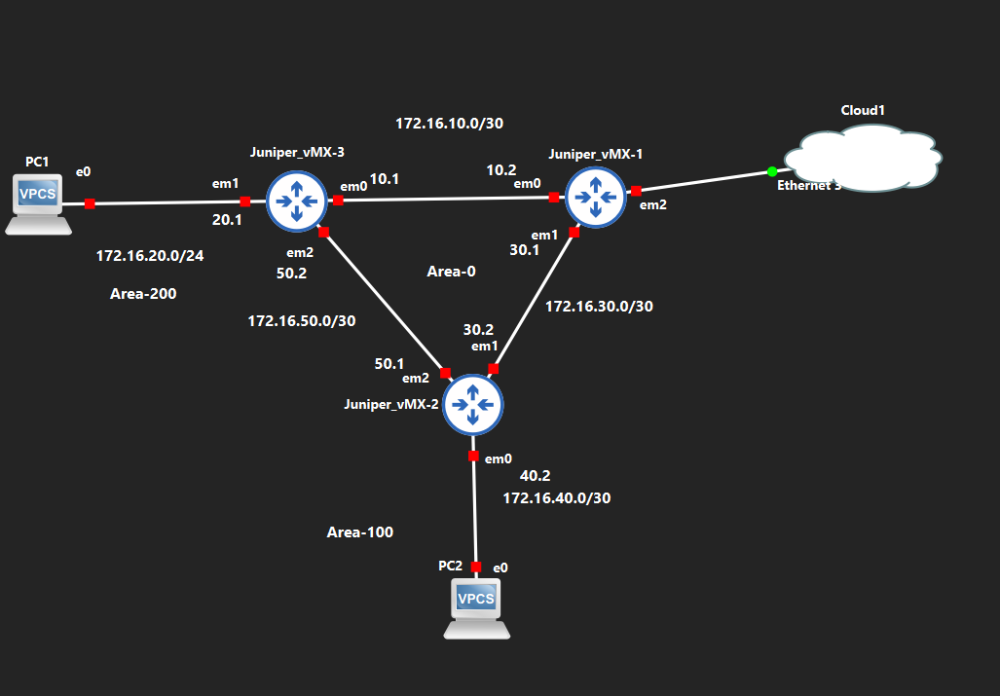 Cloud1
172.16.10.0/30
Juniper_vMX-3
Juniper_vMX-1
PC1
e0
VPCS
em1
em0
10.1
10.2
em0
Ethernet 3
em2
20.1
em1
30.1
172.16.20.0/24
em2
50.2
Area-0
Area-200
172.16.50.0/30
172.16.30.0/30
30.2
em1
50.1
em2
Juniper_vMX-2
em0
40.2
172.16.40.0/30
Area-100
PC2
e0
VPCS